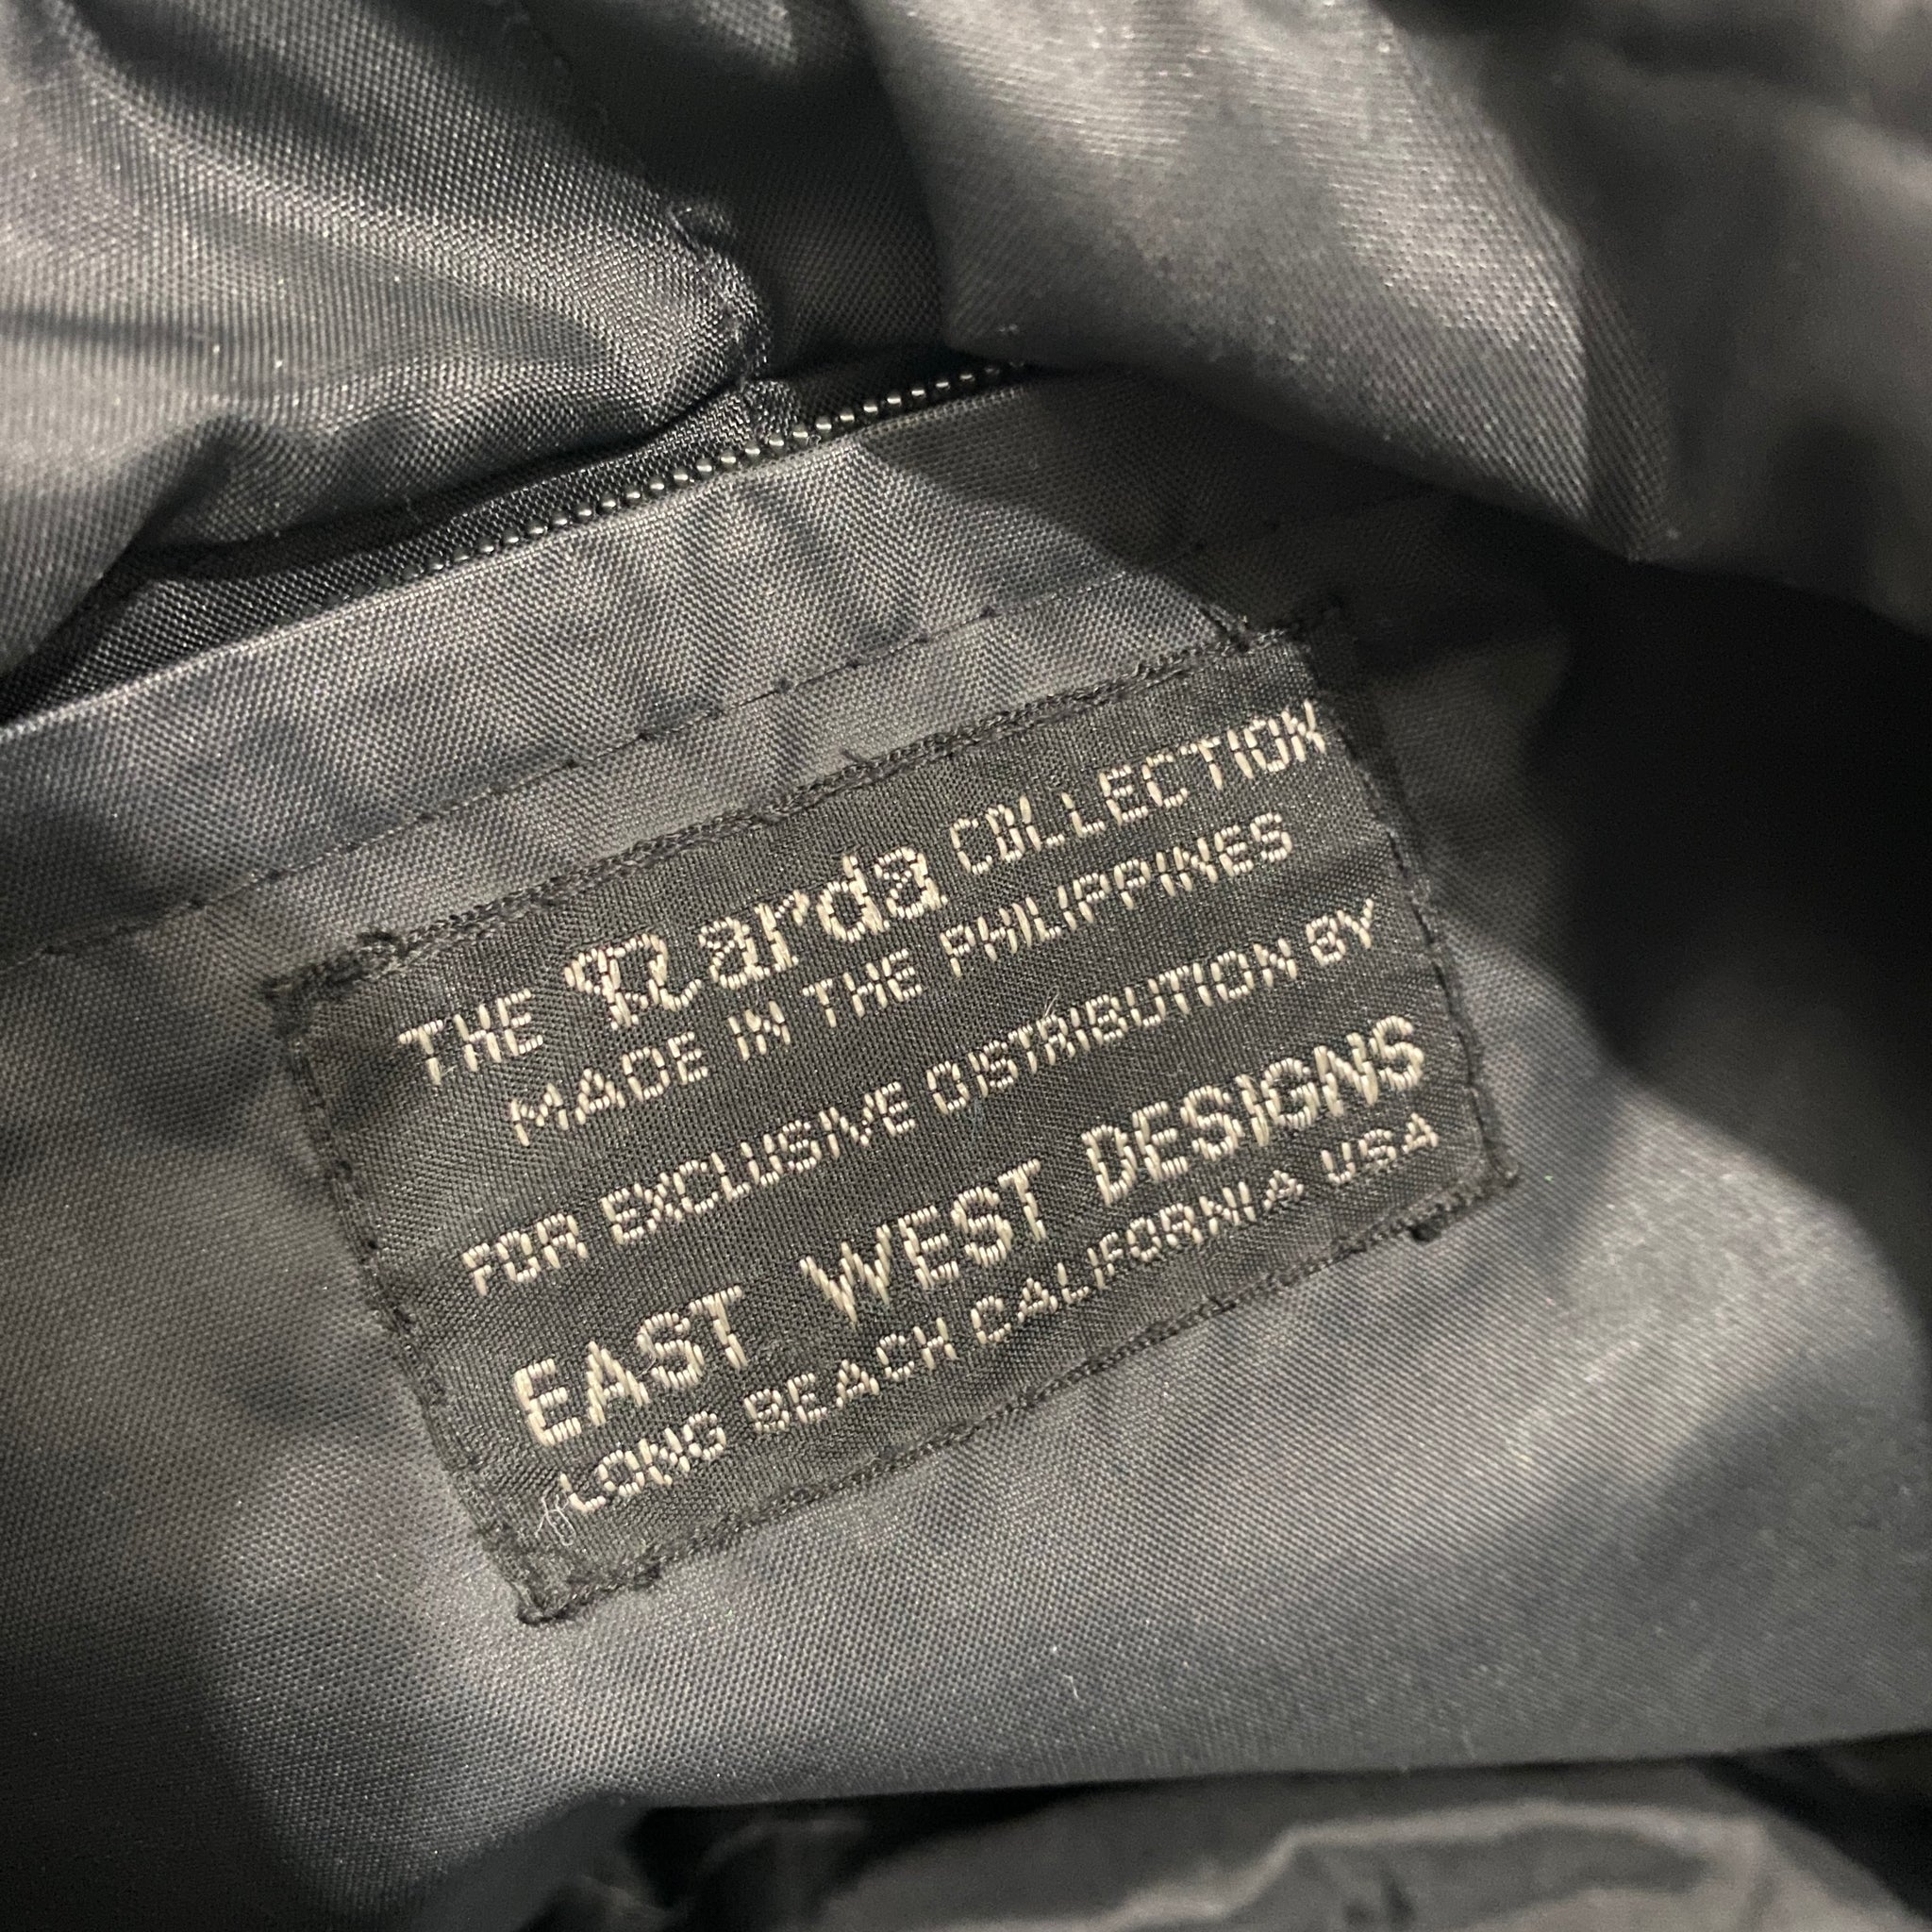 THE Narda COLLECTION
MADE IN THE PHILIPPINES
FOR EXCLUSIVE DISTRIBUTION BY
EAST WEST DESIGNS
LONG BEACH CALIFORNIA USA